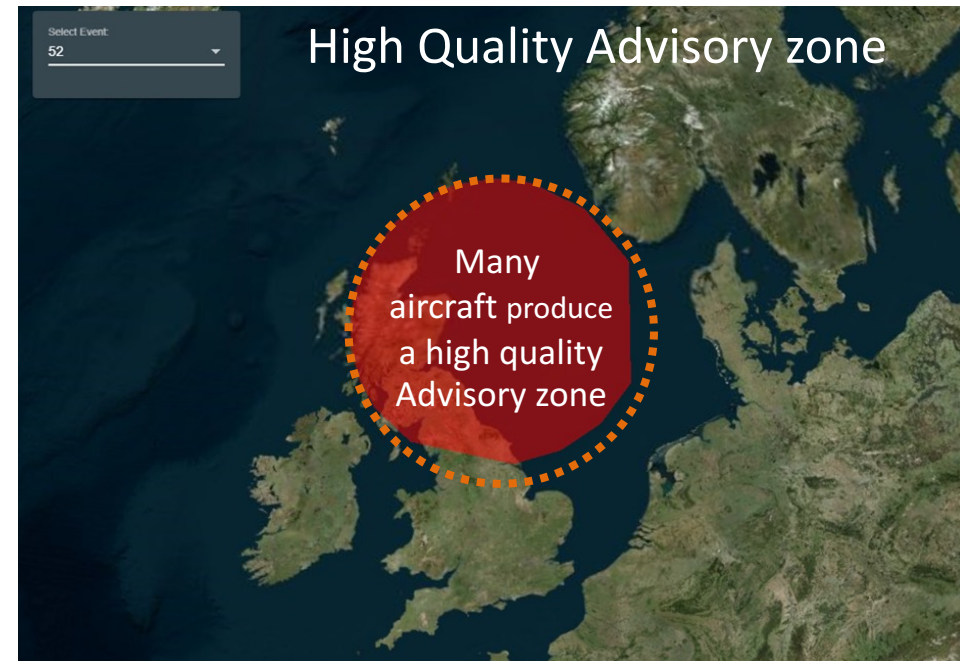 Select Event:
52
High Quality Advisory zone
Many
aircraft produce
a high quality
Advisory zone